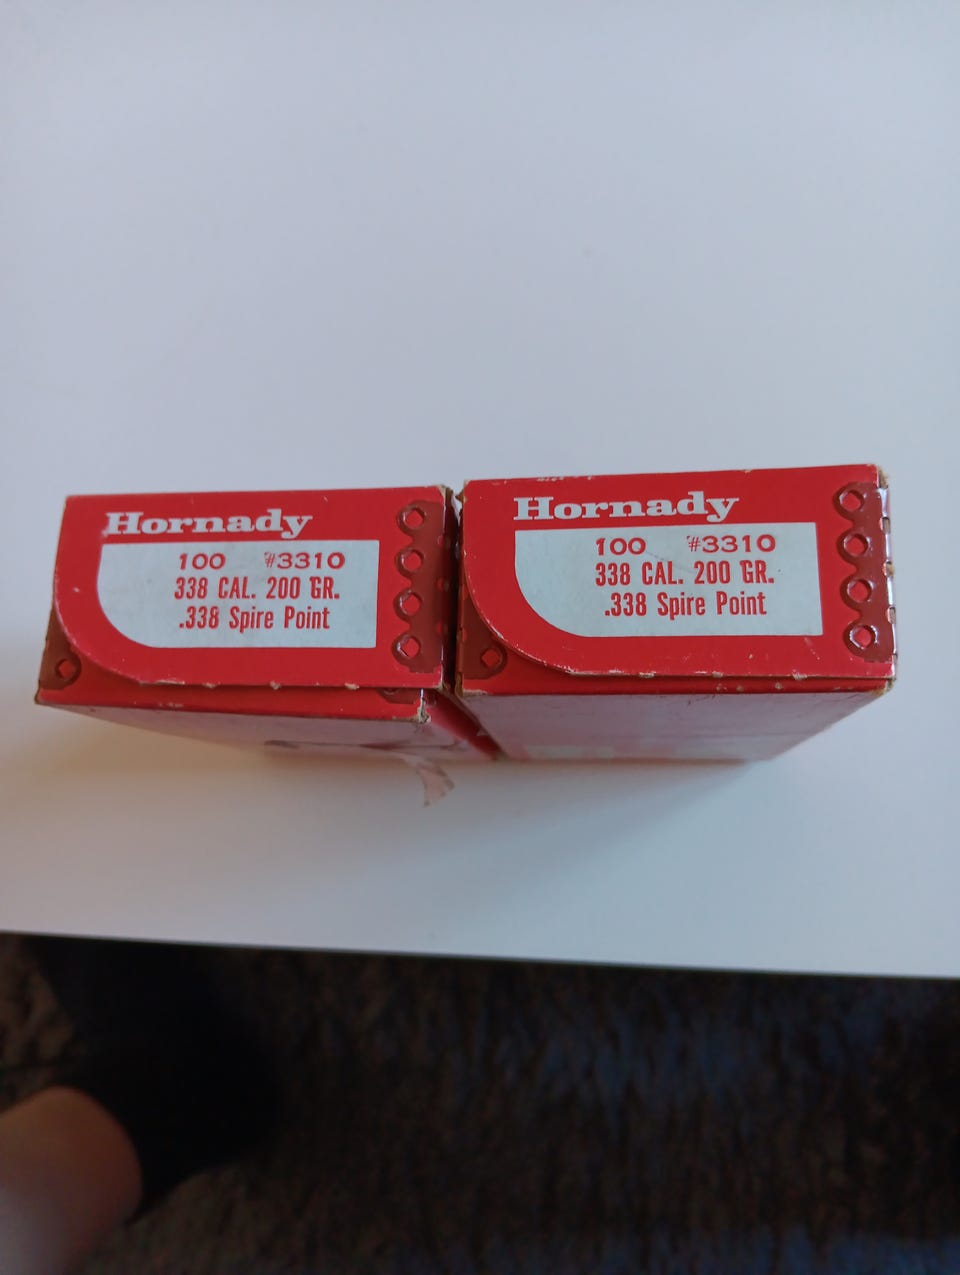 Hornady
100 #3310
338 CAL. 200 GR.
.338 Spire Point
Hornady
100 #3310
338 CAL. 200 GR.
.338 Spire Point